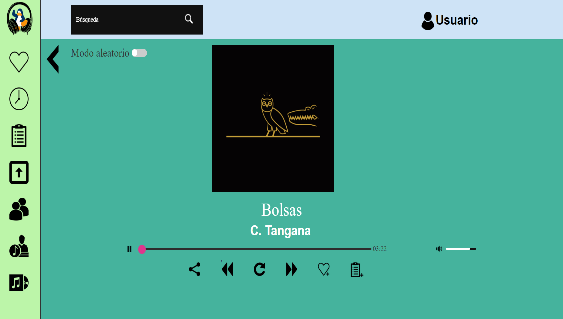 Búsqueda
Usuario
Modo aleatorio
Bolsas
C. Tangana